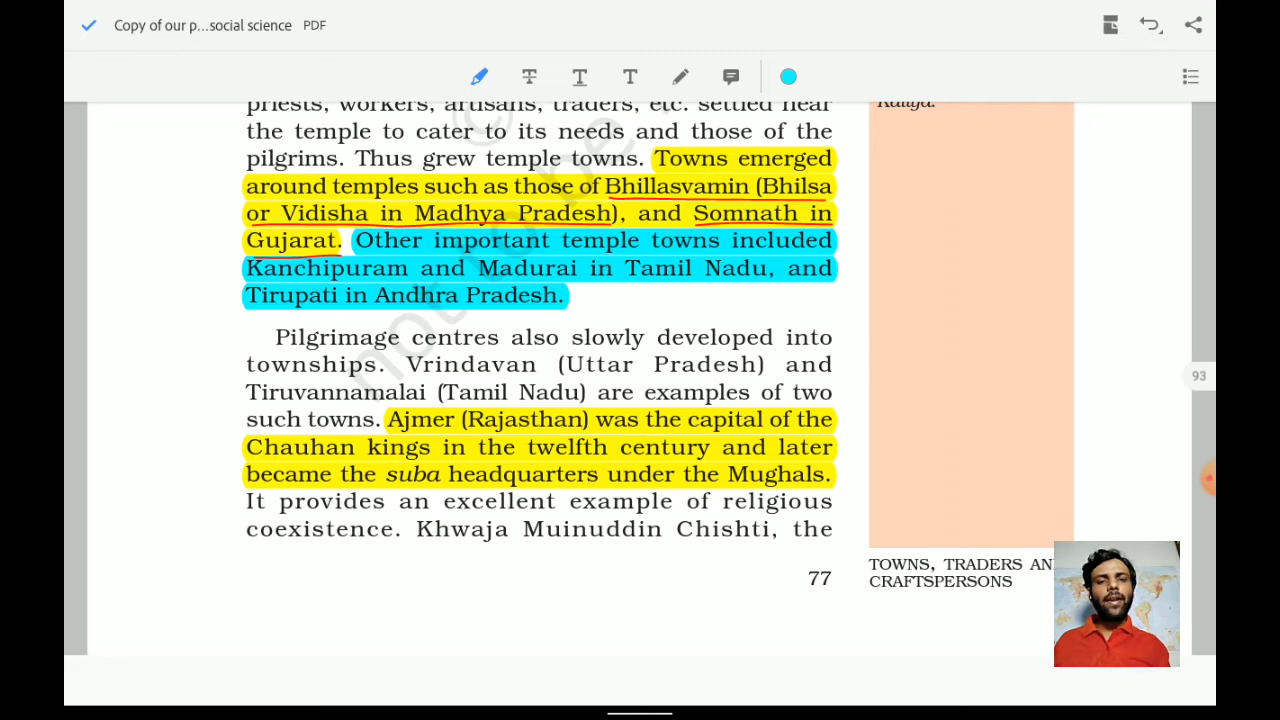 Copy of our p...social science PDF
priests, workers, artisans, traders, etc. settled near
the temple to cater to its needs and those of the
pilgrims. Thus grew temple towns. Towns emerged
around temples such as those of Bhillasvamin (Bhilsa
or Vidisha in Madhya Pradesh), and Somnath in
Gujarat. Other important temple towns included
Kanchipuram and Madurai in Tamil Nadu, and
Tirupati in Andhra Pradesh.
Pilgrimage centres also slowly developed into
townships. Vrindavan (Uttar Pradesh) and
Tiruvannamalai (Tamil Nadu) are examples of two
such towns. Ajmer (Rajasthan) was the capital of the
Chauhan kings in the twelfth century and later
became the suba headquarters under the Mughals.
It provides an excellent example of religious
coexistence. Khwaja Muinuddin Chishti, the
77
Kaliya.
93
TOWNS, TRADERS AN
CRAFTSPERSONS
©
not to be